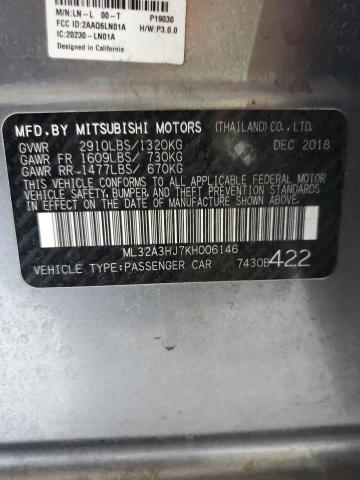 M/N:LN-L 00-T P19030
FCC ID:2AAQ6LN01A H/W:P3.0.0
IC:20230-LN01A
Designed in California
MFD.BY MITSUBISHI MOTORS (THAILAND) CO., LTD.
GVWR 2910LBS/1320KG DEC 2018
GAWR FR 1609LBS/ 730KG
GAWR RR 1477LBS/ 670KG
THIS VEHICLE CONFORMS TO ALL APPLICABLE FEDERAL MOTOR
VEHICLE SAFETY, BUMPER, AND THEFT PREVENTION STANDARDS
IN EFFECT ON THE DATE OF MANUFACTURE SHOWN ABOVE.
ML32A3HJ7KH006146
VEHICLE TYPE:PASSENGER CAR 7430B422